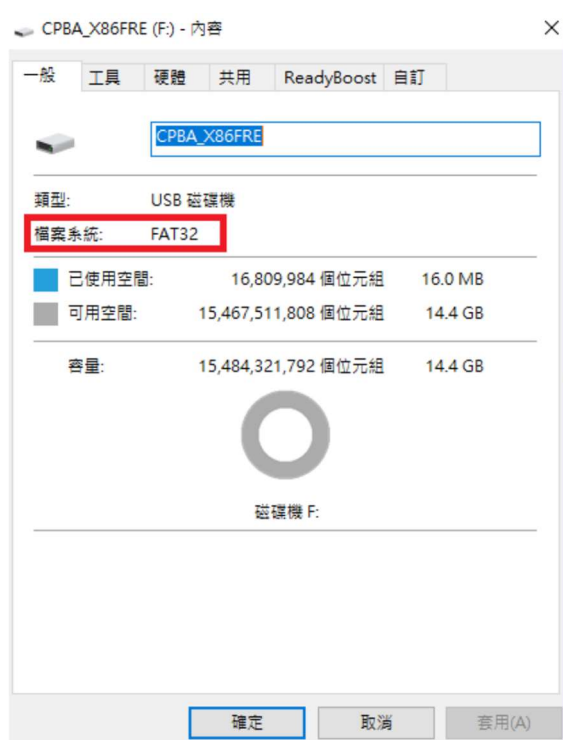 CPBA_X86FRE (F:) - 內容
一般 工具 硬體 共用 ReadyBoost 自訂
CPBA_X86FRE
類型: USB 磁碟機
檔案系統: FAT32
已使用空間: 16,809,984 個位元組 16.0 MB
可用空間: 15,467,511,808 個位元組 14.4 GB
容量: 15,484,321,792 個位元組 14.4 GB
磁碟機 F:
確定 取消 套用(A)